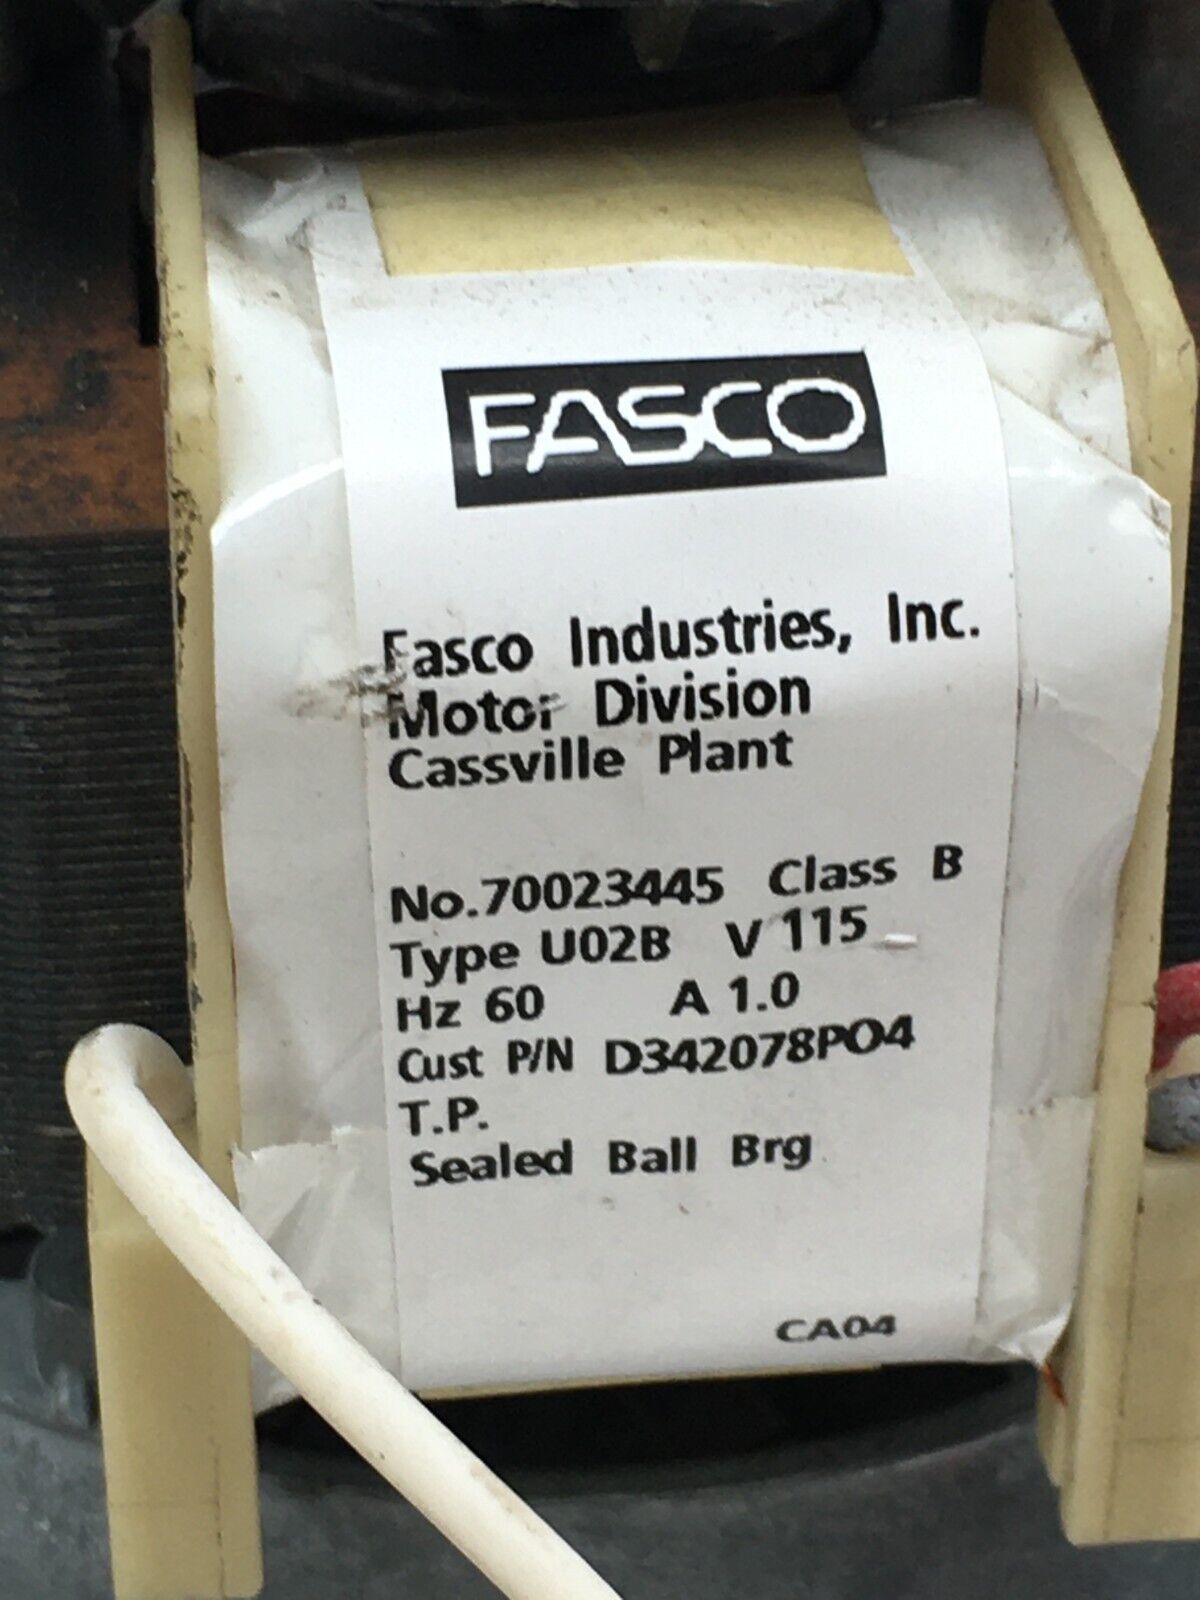 FASCO
Fasco Industries, Inc.
Motor Division
Cassville Plant
No.70023445 Class B
Type U02B V 115
Hz 60 A 1.0
Cust P/N D342078PO4
T.P.
Sealed Ball Brg
CA04